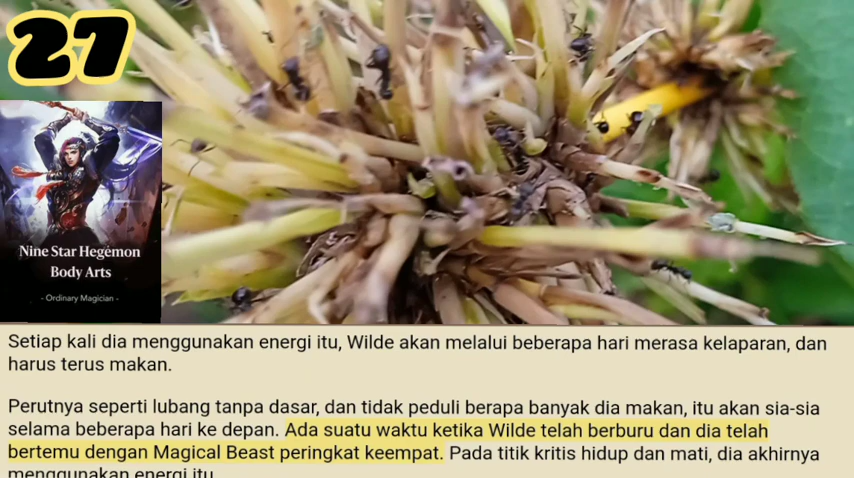 27
Nine Star Hegemon
Body Arts
- Ordinary Magician -
Setiap kali dia menggunakan energi itu, Wilde akan melalui beberapa hari merasa kelaparan, dan
harus terus makan.
Perutnya seperti lubang tanpa dasar, dan tidak peduli berapa banyak dia makan, itu akan sia-sia
selama beberapa hari ke depan. Ada suatu waktu ketika Wilde telah berburu dan dia telah
bertemu dengan Magical Beast peringkat keempat. Pada titik kritis hidup dan mati, dia akhirnya
menggunakan energi itu